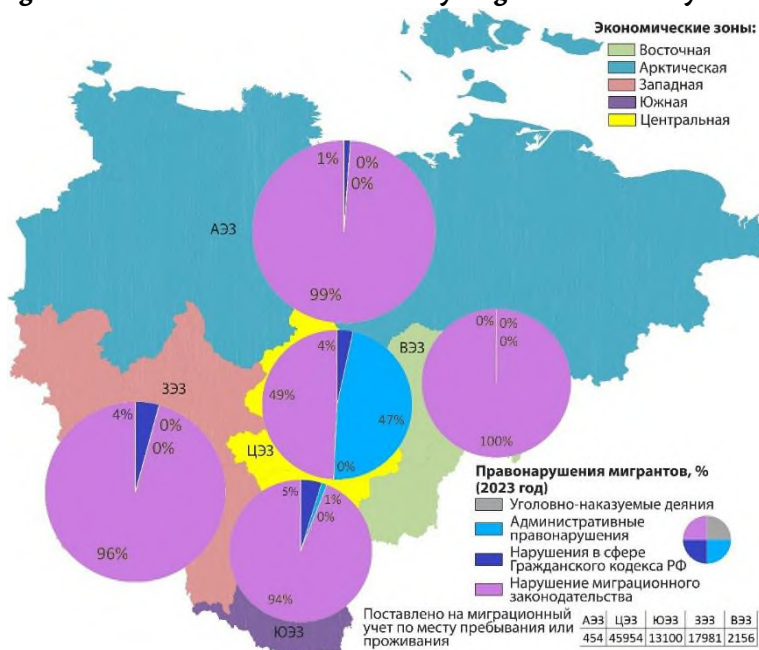 Экономические зоны:
Восточная
Арктическая
Западная
Южная
Центральная
1%
0%
0%
АЭЗ
99%
4%
49%
47%
0%
ВЭЗ
0%
0%
0%
100%
ЗЭЗ
4%
0%
0%
96%
ЦЭЗ
5%
1%
0%
94%
ЮЭЗ
Правонарушения мигрантов, %
(2023 год)
Уголовно-наказуемые деяния
Административные
правонарушения
Нарушения в сфере
Гражданского кодекса РФ
Нарушение миграционного
законодательства
Поставлено на миграционный
учет по месту пребывания или
проживания
АЭЗ ЦЭЗ ЮЭЗ ЗЭЗ ВЭЗ
454 45954 13100 17981 2156